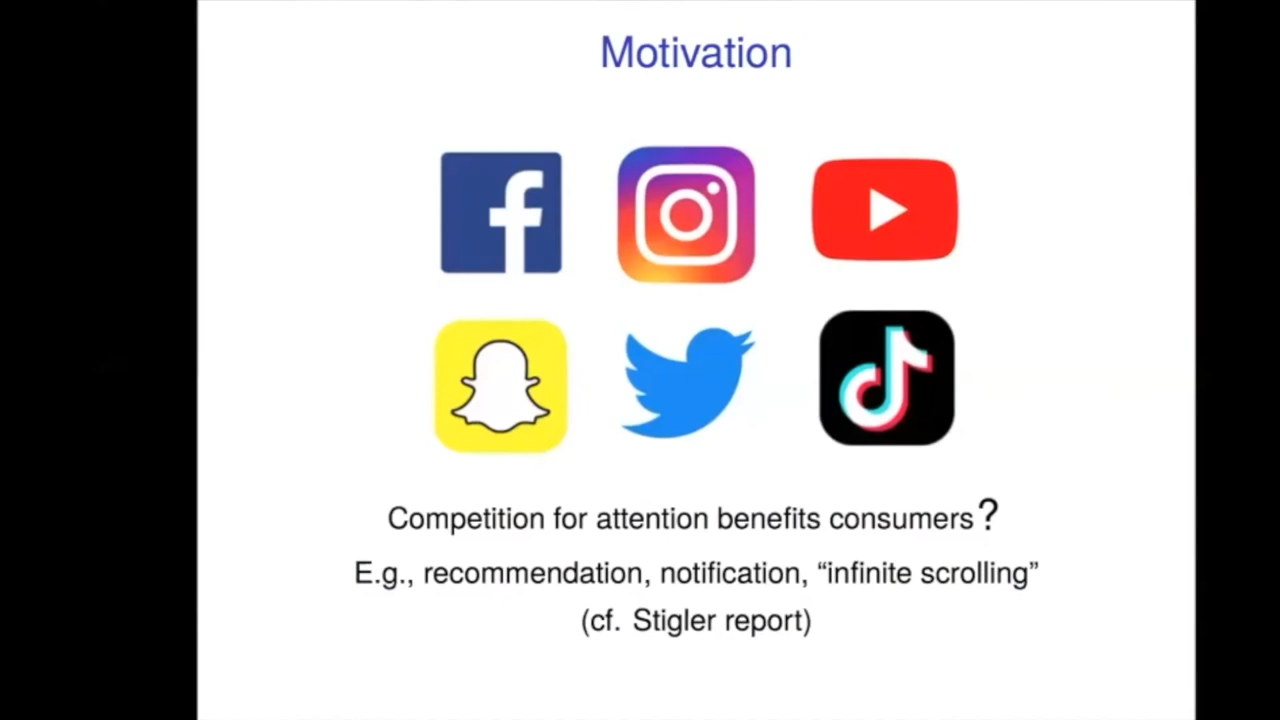 Motivation
Competition for attention benefits consumers?
E.g., recommendation, notification, “infinite scrolling”
(cf. Stigler report)